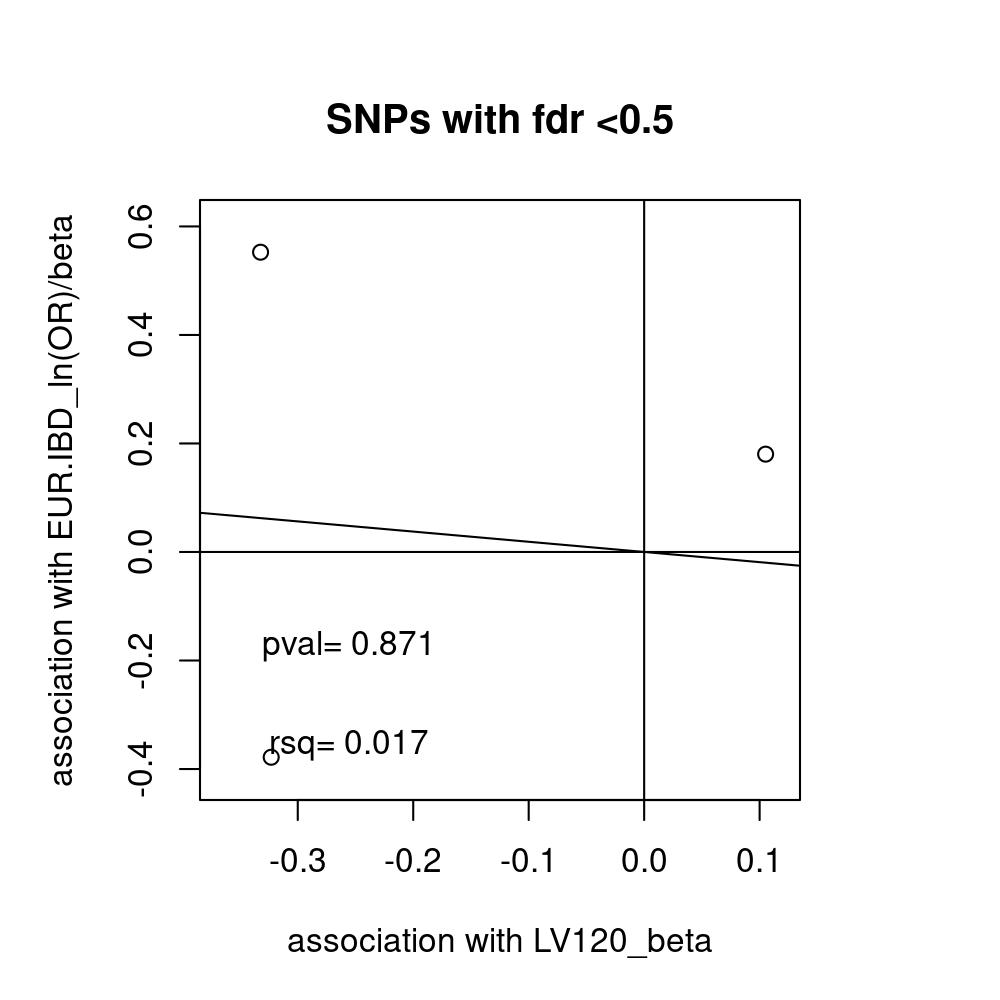 SNPs with fdr <0.5
association with EUR.IBD_ln(OR)/beta
0.6
0.4
0.2
0.0
-0.2
-0.4
pval= 0.871
rsq= 0.017
-0.3 -0.2 -0.1 0.0 0.1
association with LV120_beta